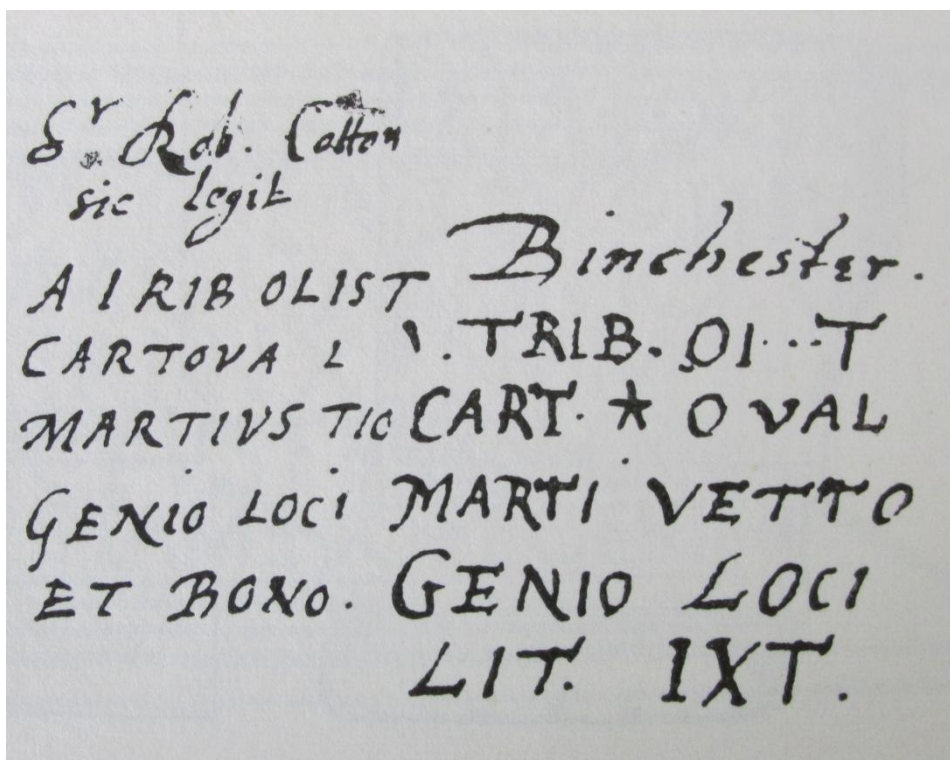 Sr. Rob. Cotton
sic legit
A I RIB OLIST
CARTOVA L
MARTIVS TIO
GENIO LOCI
ET BONO.
Binchester.
\. TRIB. OI...T
CART. * O VAL
MARTI VETTO
GENIO LOCI
LIT. IXT.